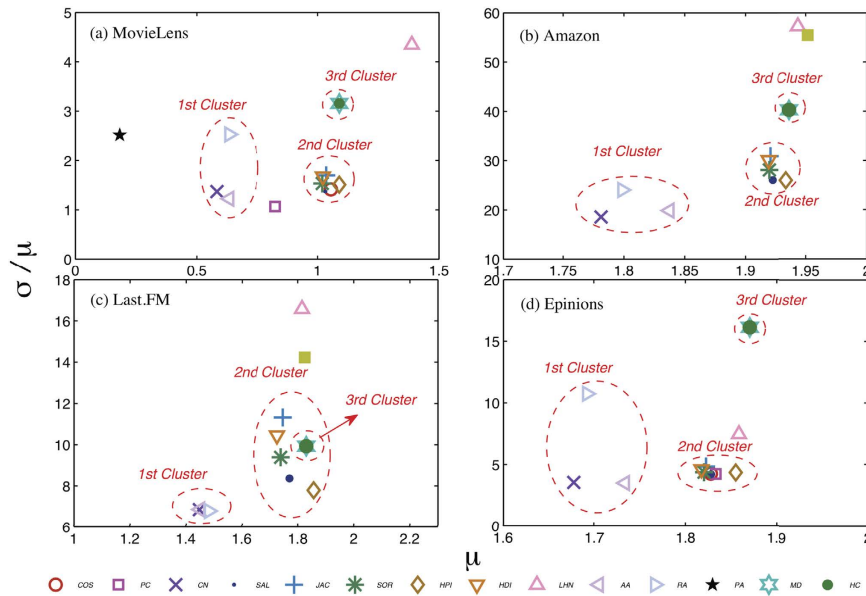 (a) MovieLens
5
4
3
2
1
0
0
0.5
1
1.5
1st Cluster
2nd Cluster
3rd Cluster
(b) Amazon
60
50
40
30
20
10
1.7
1.75
1.8
1.85
1.9
1.95
2
1st Cluster
3rd Cluster
2nd Cluster
σ/μ
(c) Last.FM
18
16
14
12
10
8
6
1
1.2
1.4
1.6
1.8
2
2.2
2nd Cluster
3rd Cluster
1st Cluster
(d) Epinions
20
15
10
5
0
1.6
1.7
1.8
1.9
2
3rd Cluster
1st Cluster
2nd Cluster
μ
COS PC CN SAL JAC SOR HPI HDI LHN AA RA PA MD HC